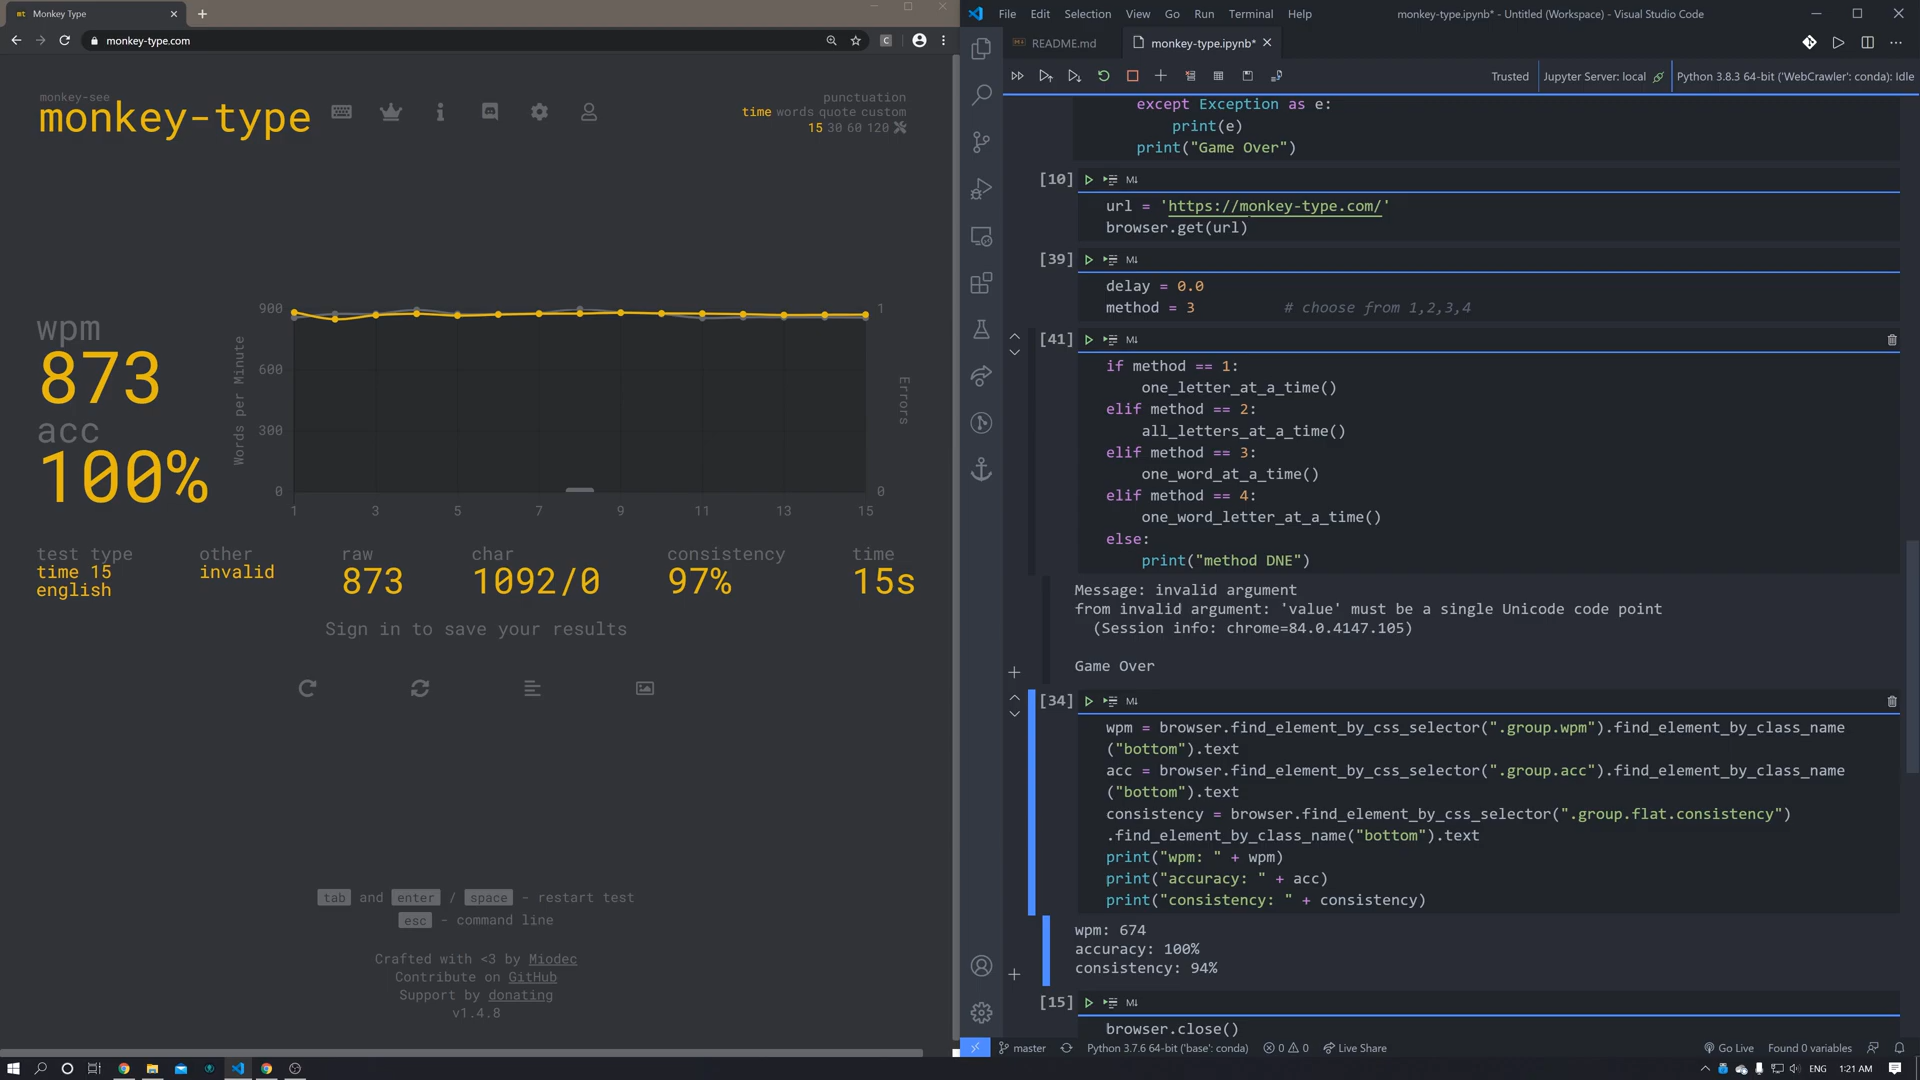 Monkey Type
monkey-type.com
monkey-see
monkey-type
punctuation
time words quote custom
15 30 60 120
wpm
873
acc
100%
Words per Minute
900
600
300
0
1
0
Errors
1 3 5 7 9 11 13 15
test type
time 15
english
other
invalid
raw
873
char
1092/0
consistency
97%
time
15s
Sign in to save your results
tab and enter / space - restart test
esc - command line
Crafted with <3 by Miodec
Contribute on GitHub
Support by donating
v1.4.8
File Edit Selection View Go Run Terminal Help
monkey-type.ipynb* - Untitled (Workspace) - Visual Studio Code
README.md
monkey-type.ipynb*
Trusted
Jupyter Server: local
Python 3.8.3 64-bit ('WebCrawler': conda): Idle
except Exception as e:
print(e)
print("Game Over")
[10]
url = 'https://monkey-type.com/'
browser.get(url)
[39]
delay = 0.0
method = 3 # choose from 1,2,3,4
[41]
if method == 1:
one_letter_at_a_time()
elif method == 2:
all_letters_at_a_time()
elif method == 3:
one_word_at_a_time()
elif method == 4:
one_word_letter_at_a_time()
else:
print("method DNE")
Message: invalid argument
from invalid argument: 'value' must be a single Unicode code point
(Session info: chrome=84.0.4147.105)
Game Over
[34]
wpm = browser.find_element_by_css_selector(".group.wpm").find_element_by_class_name
("bottom").text
acc = browser.find_element_by_css_selector(".group.acc").find_element_by_class_name
("bottom").text
consistency = browser.find_element_by_css_selector(".group.flat.consistency")
.find_element_by_class_name("bottom").text
print("wpm: " + wpm)
print("accuracy: " + acc)
print("consistency: " + consistency)
wpm: 674
accuracy: 100%
consistency: 94%
[15]
browser.close()
master
Python 3.7.6 64-bit ('base': conda)
0 0
Live Share
Go Live
Found 0 variables
ENG
1:21 AM